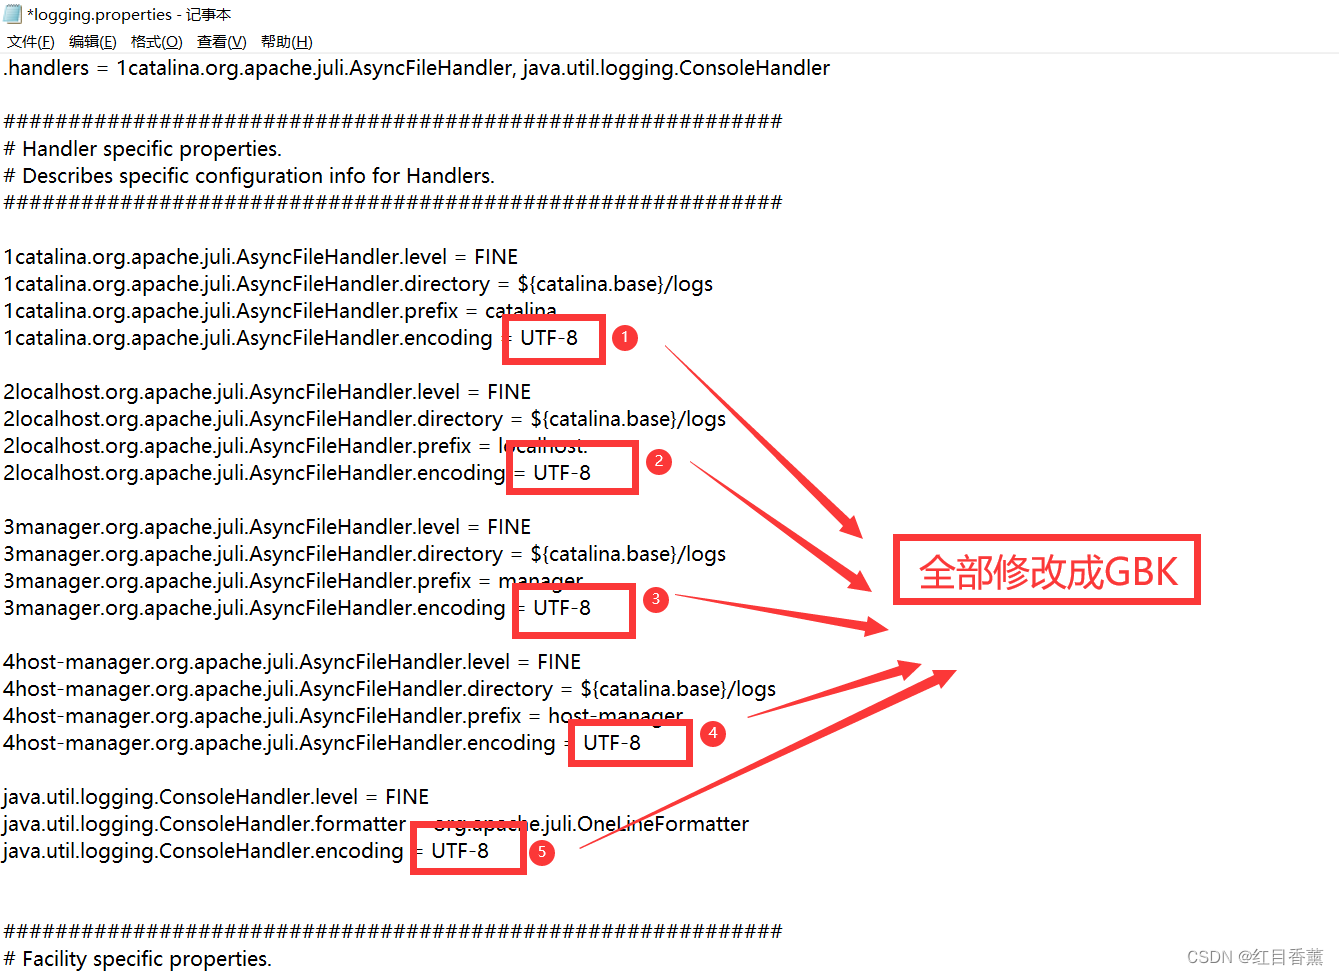 *logging.properties - 记事本
文件(F) 编辑(E) 格式(O) 查看(V) 帮助(H)
.handlers = 1catalina.org.apache.juli.AsyncFileHandler, java.util.logging.ConsoleHandler
############################################################
# Handler specific properties.
# Describes specific configuration info for Handlers.
############################################################
1catalina.org.apache.juli.AsyncFileHandler.level = FINE
1catalina.org.apache.juli.AsyncFileHandler.directory = ${catalina.base}/logs
1catalina.org.apache.juli.AsyncFileHandler.prefix = catalina.
1catalina.org.apache.juli.AsyncFileHandler.encoding = UTF-8 1
2localhost.org.apache.juli.AsyncFileHandler.level = FINE
2localhost.org.apache.juli.AsyncFileHandler.directory = ${catalina.base}/logs
2localhost.org.apache.juli.AsyncFileHandler.prefix = localhost.
2localhost.org.apache.juli.AsyncFileHandler.encoding = UTF-8 2
3manager.org.apache.juli.AsyncFileHandler.level = FINE
3manager.org.apache.juli.AsyncFileHandler.directory = ${catalina.base}/logs
3manager.org.apache.juli.AsyncFileHandler.prefix = manager.
3manager.org.apache.juli.AsyncFileHandler.encoding = UTF-8 3
全部修改成GBK
4host-manager.org.apache.juli.AsyncFileHandler.level = FINE
4host-manager.org.apache.juli.AsyncFileHandler.directory = ${catalina.base}/logs
4host-manager.org.apache.juli.AsyncFileHandler.prefix = host-manager.
4host-manager.org.apache.juli.AsyncFileHandler.encoding = UTF-8 4
java.util.logging.ConsoleHandler.level = FINE
java.util.logging.ConsoleHandler.formatter = org.apache.juli.OneLineFormatter
java.util.logging.ConsoleHandler.encoding = UTF-8 5
############################################################
# Facility specific properties.
CSDN @红目香薰